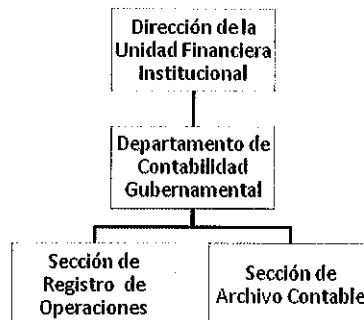 Dirección de la
Unidad Financiera
Institucional
Departamento de
Contabilidad
Gubernamental
Sección de
Registro de
Operaciones
Sección de
Archivo Contable